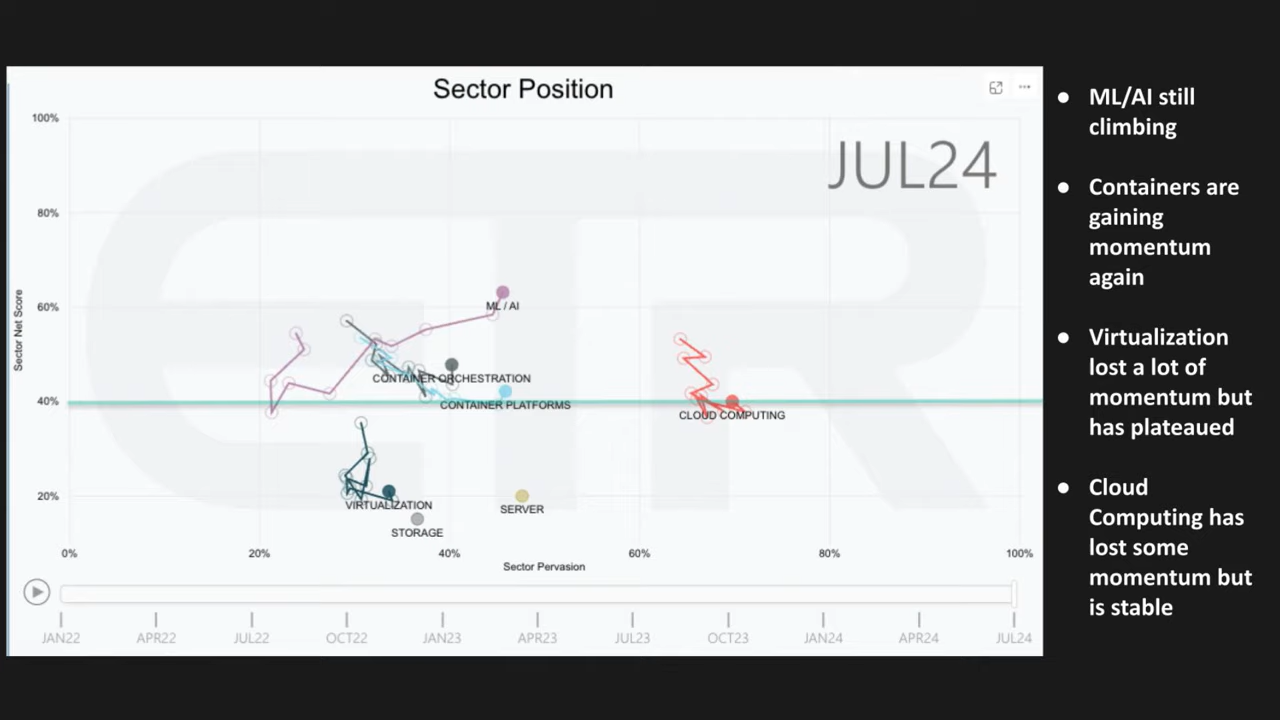 Sector Position
JUL24
100%
80%
60%
40%
20%
Sector Net Score
ML / AI
CONTAINER ORCHESTRATION
CONTAINER PLATFORMS
CLOUD COMPUTING
VIRTUALIZATION
SERVER
STORAGE
0%
20%
40%
60%
80%
100%
Sector Pervasion
JAN22
APR22
JUL22
OCT22
JAN23
APR23
JUL23
OCT23
JAN24
APR24
JUL24
ETR
• ML/AI still
climbing
• Containers are
gaining
momentum
again
• Virtualization
lost a lot of
momentum but
has plateaued
• Cloud
Computing has
lost some
momentum but
is stable